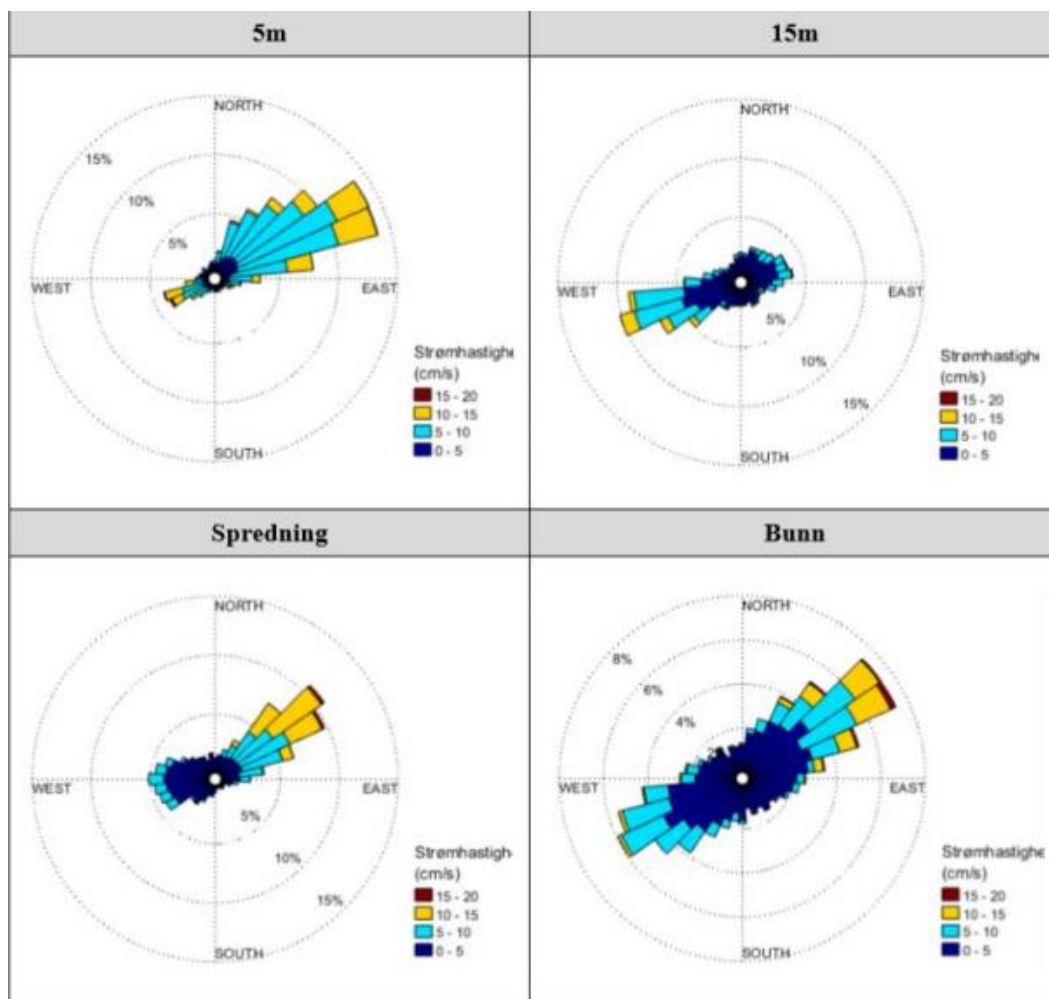 5m
15m
NORTH
15%
10%
5%
WEST
EAST
SOUTH
Strømhastighe
(cm/s)
15 - 20
10 - 15
5 - 10
0 - 5
NORTH
WEST
EAST
5%
10%
15%
SOUTH
Strømhastighe
(cm/s)
15 - 20
10 - 15
5 - 10
0 - 5
Spredning
Bunn
NORTH
WEST
EAST
5%
10%
15%
SOUTH
Strømhastigh
(cm/s)
15 - 20
10 - 15
5 - 10
0 - 5
NORTH
8%
6%
4%
WEST
EAST
SOUTH
Strømhastighe
(cm/s)
15 - 20
10 - 15
5 - 10
0 - 5